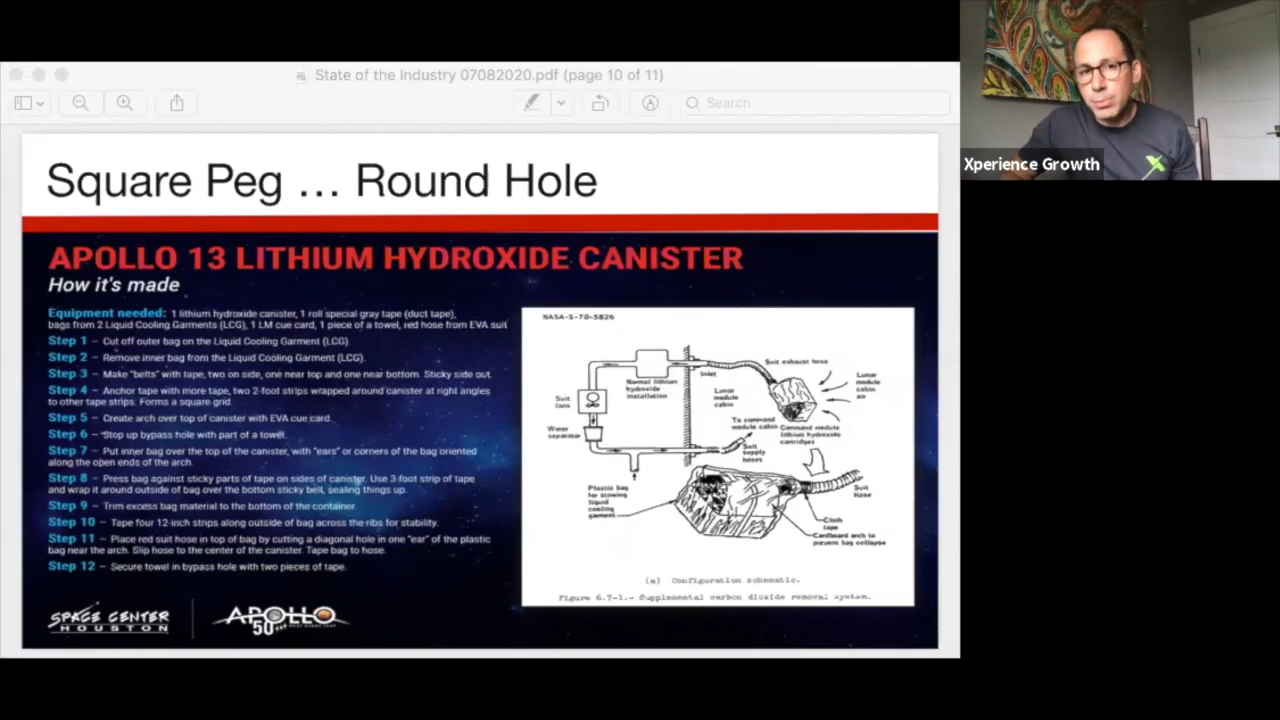 State of the Industry 07082020.pdf (page 10 of 11)
Search
Square Peg ... Round Hole
APOLLO 13 LITHIUM HYDROXIDE CANISTER
How it's made
Equipment needed: 1 lithium hydroxide canister, 1 roll special gray tape (duct tape),
bags from 2 Liquid Cooling Garments (LCG), 1 LM cue card, 1 piece of a towel, red hose from EVA suit
Step 1 – Cut off outer bag on the Liquid Cooling Garment (LCG).
Step 2 – Remove inner bag from the Liquid Cooling Garment (LCG).
Step 3 – Make "belts" with tape, two on side, one near top and one near bottom. Sticky side out.
Step 4 – Anchor tape with more tape, two 2-foot strips wrapped around canister at right angles
to other tape strips. Forms a square grid.
Step 5 – Create arch over top of canister with EVA cue card.
Step 6 – Stop up bypass hole with part of a towel.
Step 7 – Put inner bag over the top of the canister, with "ears" or corners of the bag oriented
along the open ends of the arch.
Step 8 – Press bag against sticky parts of tape on sides of canister. Use 3-foot strip of tape
and wrap it around outside of bag over the bottom sticky belt, sealing things up.
Step 9 – Trim excess bag material to the bottom of the container
Step 10 – Tape four 12-inch strips along outside of bag across the ribs for stability.
Step 11 – Place red suit hose in top of bag by cutting a diagonal hole in one "ear" of the plastic
bag near the arch. Slip hose to the center of the canister. Tape bag to hose.
Step 12 – Secure towel in bypass hole with two pieces of tape.
SPACE CENTER
HOUSTON
APOLLO
50
NASA-S-70-5826
Normal lithium
hydroxide
installation
Inlet
Suit exhaust hose
Lunar
module
cabin
Lunar
module
cabin
air
Suit
fans
Water
separator
To command
module cabin
Command module
lithium hydroxide
cartridges
Suit
supply
hoses
Plastic bag
for stowing
liquid
cooling
garment
Suit
Hose
Cloth
tape
Cardboard arch to
prevent bag collapse
(a) Configuration schematic.
Figure 6.7-1.- Supplemental carbon dioxide removal system.
Xperience Growth